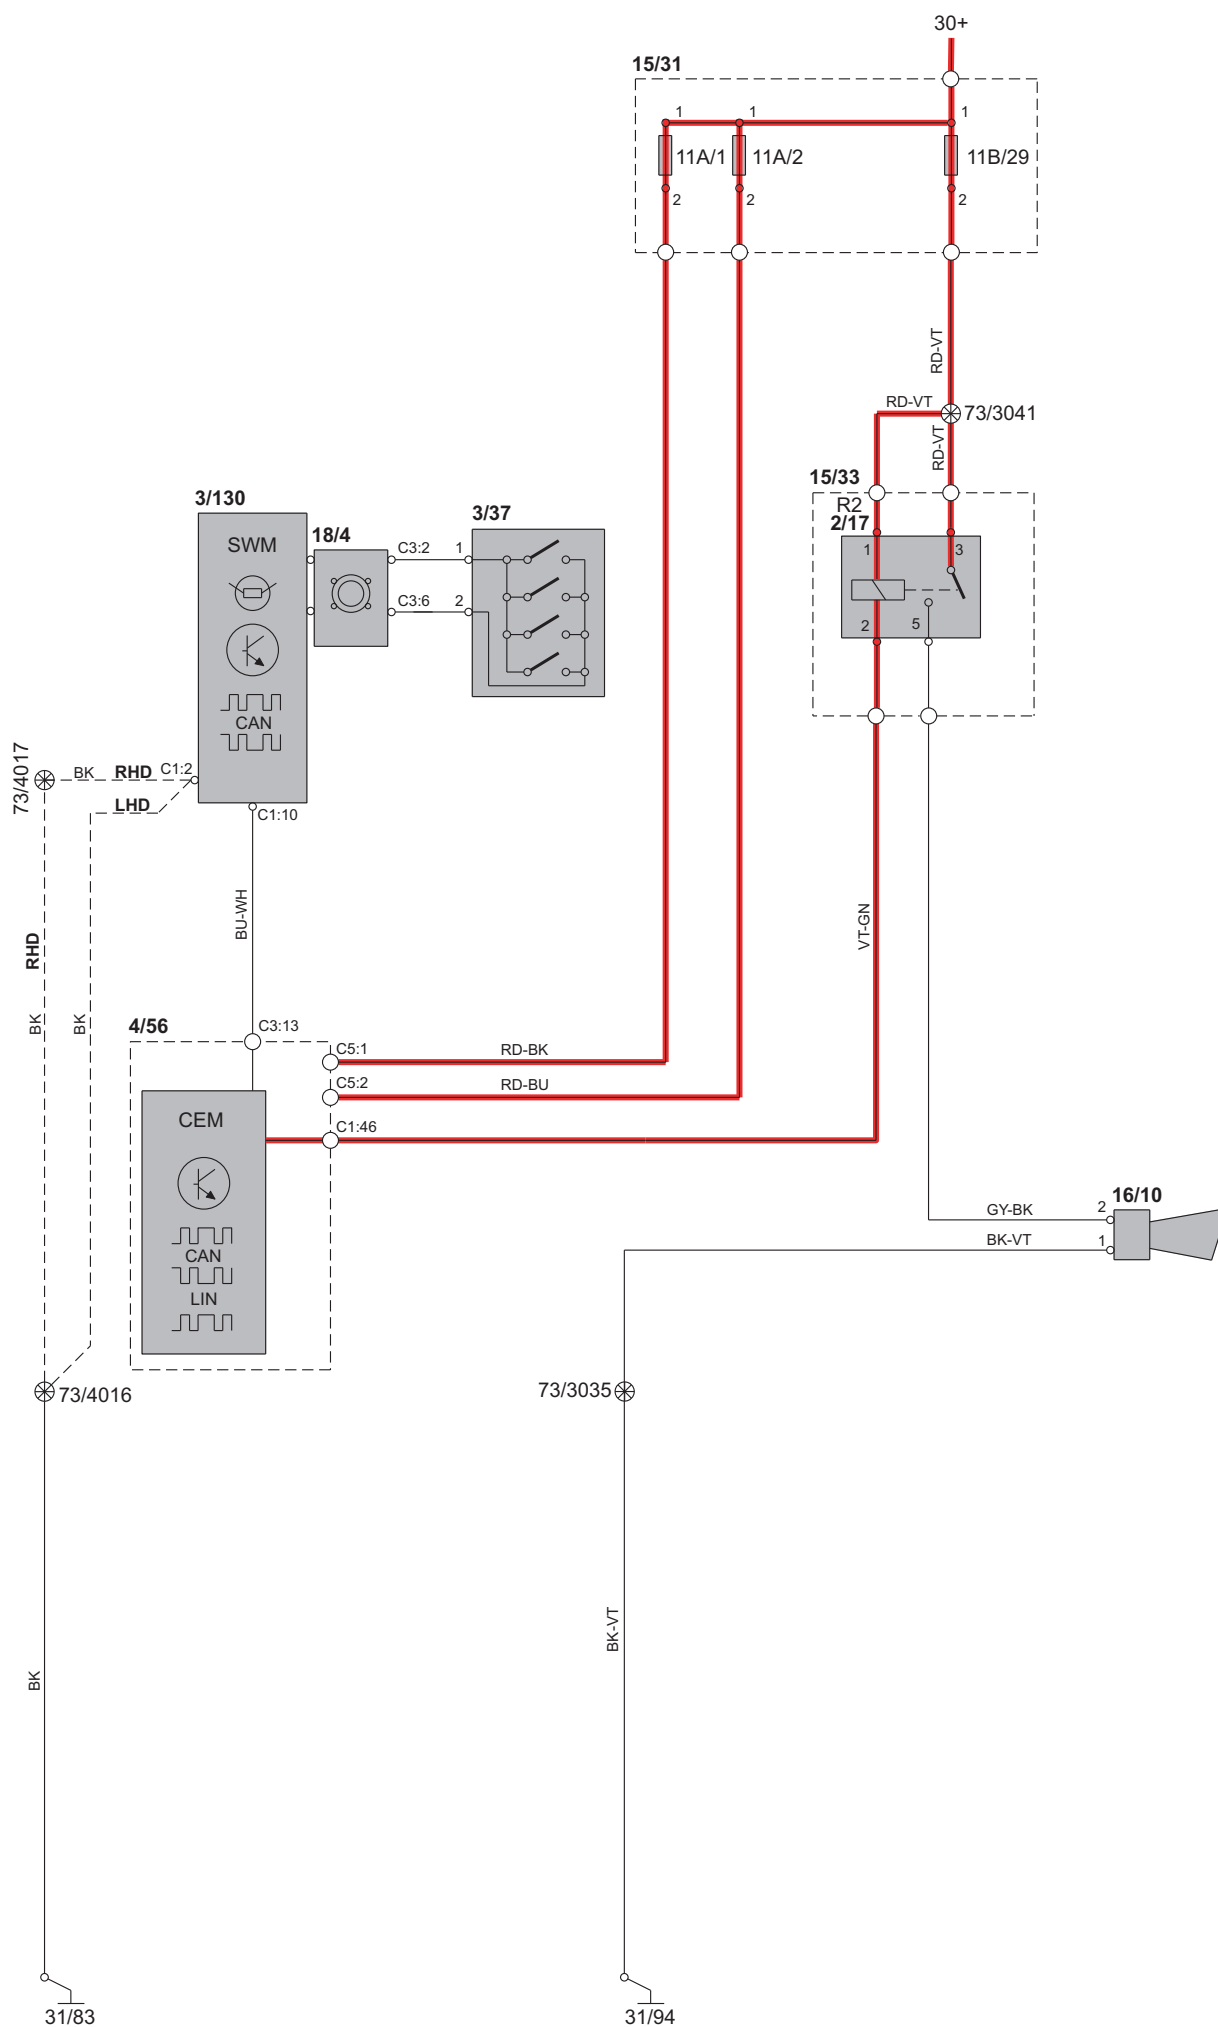 30+
15/31
1 1 1
11A/1 11A/2 11B/29
2 2 2
RD-VT
RD-VT 73/3041
RD-VT
15/33
R2
2/17
1 3
2 5
3/130
SWM
CAN
18/4
C3:2 1
C3:6 2
3/37
73/4017
BK RHD C1:2
LHD
C1:10
BU-WH
VT-GN
RHD
BK BK
4/56 C3:13
C5:1 RD-BK
C5:2 RD-BU
C1:46
CEM
CAN
LIN
16/10
GY-BK 2
BK-VT 1
73/4016
73/3035
BK-VT
BK
31/83
31/94